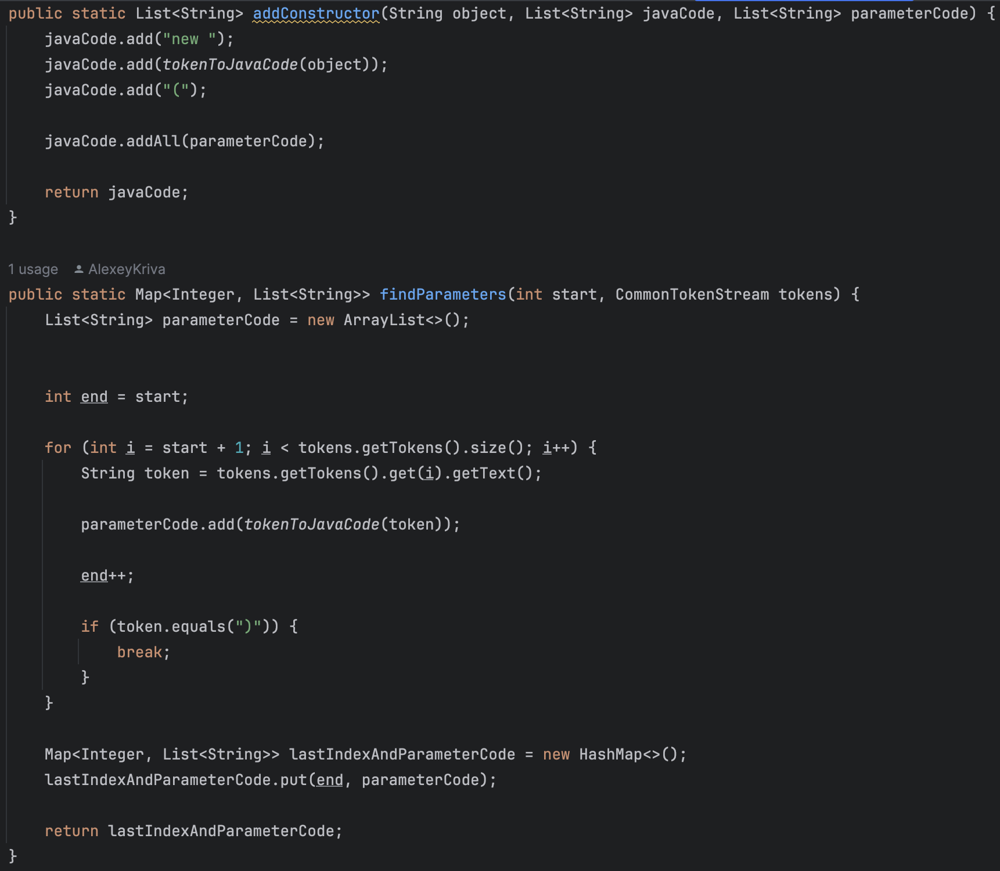 public static List<String> addConstructor(String object, List<String> javaCode, List<String> parameterCode) {
    javaCode.add("new ");
    javaCode.add(tokenToJavaCode(object));
    javaCode.add("(");

    javaCode.addAll(parameterCode);

    return javaCode;
}

1 usage AlexeyKriva
public static Map<Integer, List<String>> findParameters(int start, CommonTokenStream tokens) {
    List<String> parameterCode = new ArrayList<>();


    int end = start;

    for (int i = start + 1; i < tokens.getTokens().size(); i++) {
        String token = tokens.getTokens().get(i).getText();

        parameterCode.add(tokenToJavaCode(token));

        end++;

        if (token.equals(")")) {
            break;
        }
    }

    Map<Integer, List<String>> lastIndexAndParameterCode = new HashMap<>();
    lastIndexAndParameterCode.put(end, parameterCode);

    return lastIndexAndParameterCode;
}